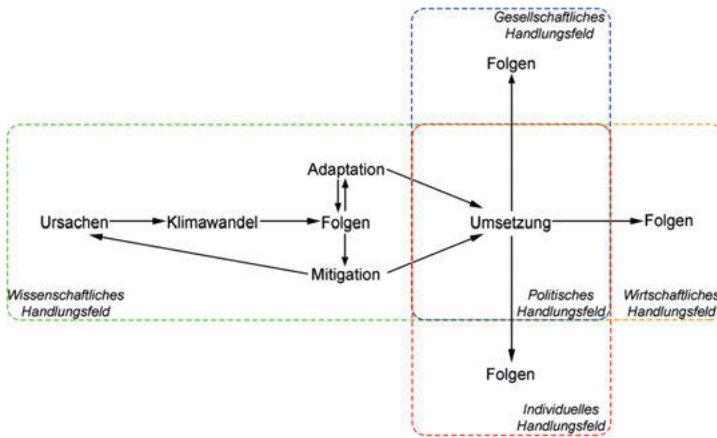 Gesellschaftliches
Handlungsfeld
Folgen
Adaptation
Ursachen
Klimawandel
Folgen
Umsetzung
Folgen
Mitigation
Wissenschaftliches
Handlungsfeld
Politisches
Handlungsfeld
Wirtschaftliches
Handlungsfeld
Folgen
Individuelles
Handlungsfeld